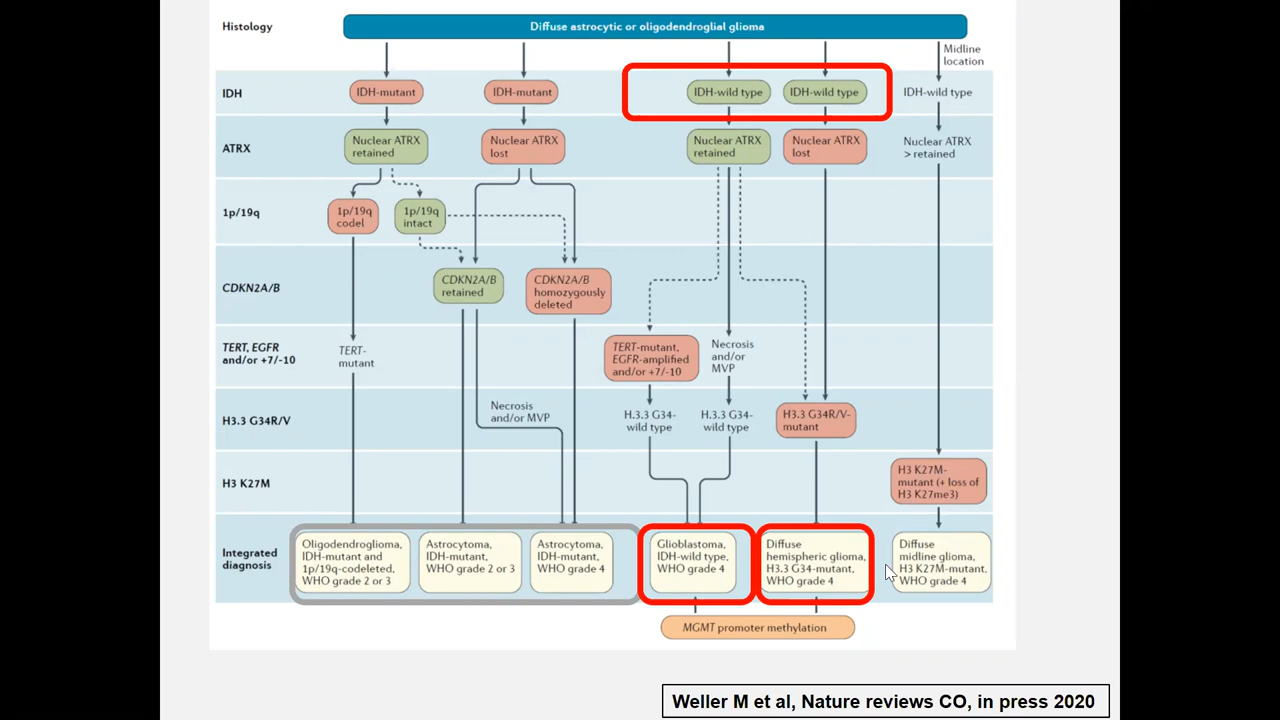 Histology
Diffuse astrocytic or oligodendroglial glioma
Midline
location
IDH
IDH-mutant
IDH-mutant
IDH-wild type
IDH-wild type
IDH-wild type
ATRX
Nuclear ATRX
retained
Nuclear ATRX
lost
Nuclear ATRX
retained
Nuclear ATRX
lost
Nuclear ATRX
> retained
1p/19q
1p/19q
codel
1p/19q
intact
CDKN2A/B
CDKN2A/B
retained
CDKN2A/B
homozygously
deleted
TERT, EGFR
and/or +7/-10
TERT-
mutant
TERT-mutant,
EGFR-amplified
and/or +7/-10
Necrosis
and/or
MVP
H3.3 G34R/V
Necrosis
and/or MVP
H.3.3 G34-
wild type
H.3.3 G34-
wild type
H3.3 G34R/V-
mutant
H3 K27M
H3 K27M-
mutant (+ loss of
H3 K27me3)
Integrated
diagnosis
Oligodendroglioma,
IDH-mutant and
1p/19q-codeleted,
WHO grade 2 or 3
Astrocytoma,
IDH-mutant,
WHO grade 2 or 3
Astrocytoma,
IDH-mutant,
WHO grade 4
Glioblastoma,
IDH-wild type,
WHO grade 4
Diffuse
hemispheric glioma,
H3.3 G34-mutant,
WHO grade 4
Diffuse
midline glioma,
H3 K27M-mutant,
WHO grade 4
MGMT promoter methylation
Weller M et al, Nature reviews CO, in press 2020